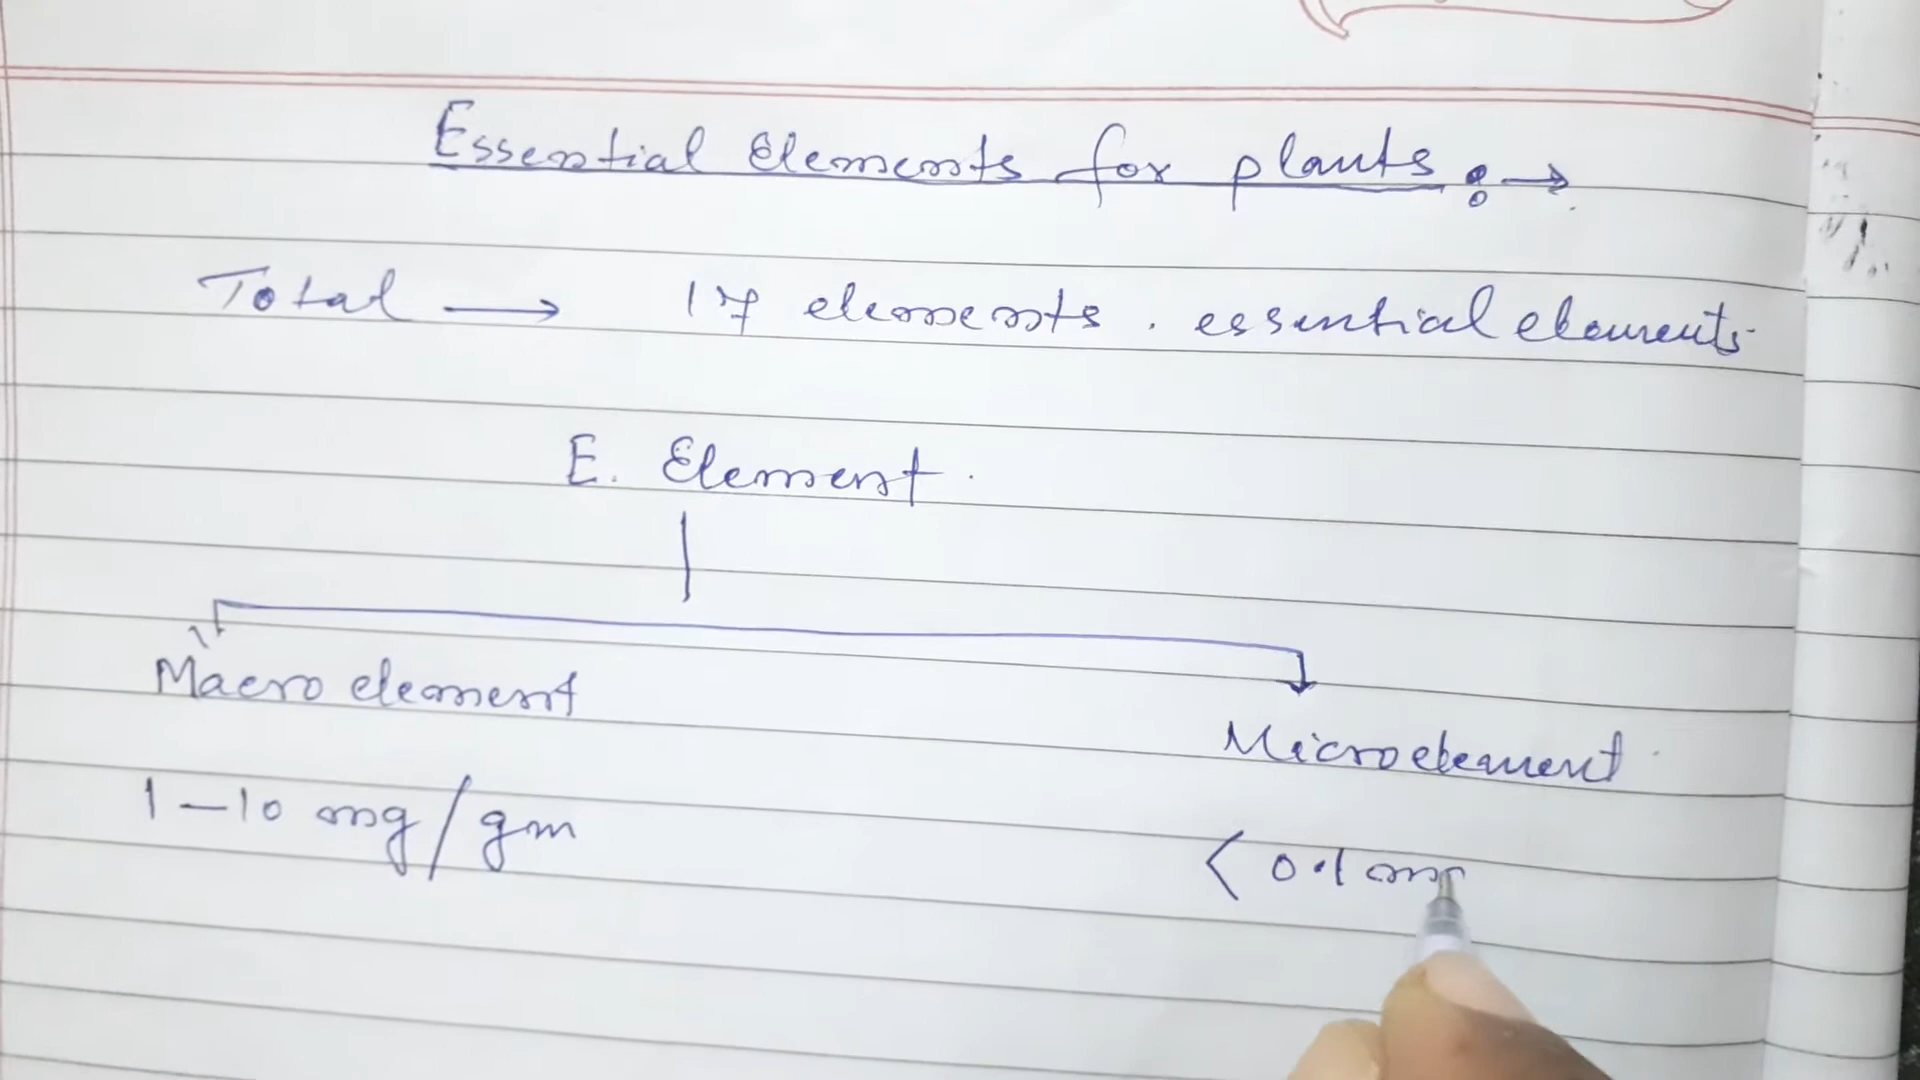 Essential Elements for plants :→
Total → 17 elements . essential elements.
E. Element.
Macro element
Microelement.
1-10 mg/gm
< 0.1 mg